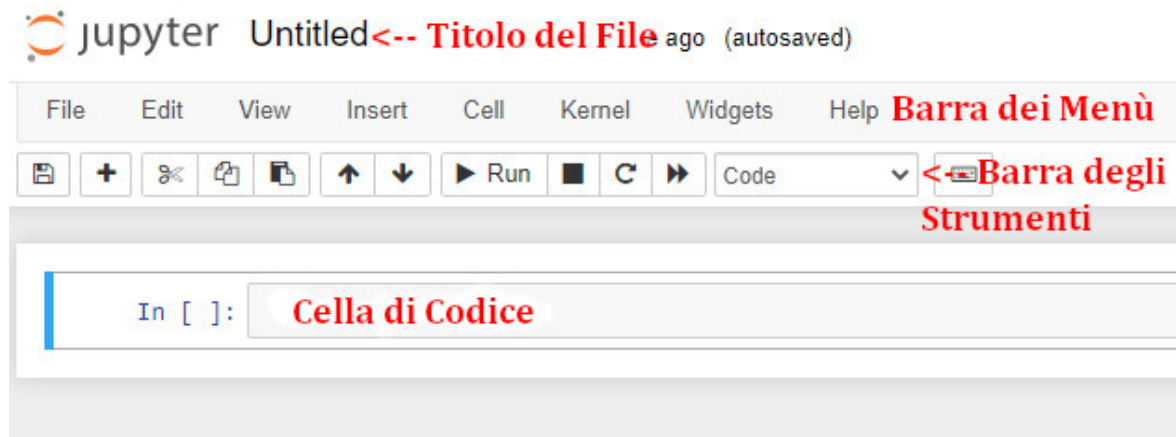 jupyter Untitled<-- Titolo del File ago (autosaved)
File Edit View Insert Cell Kernel Widgets Help Barra dei Menù
Run Code <- Barra degli
Strumenti
In [ ]: Cella di Codice